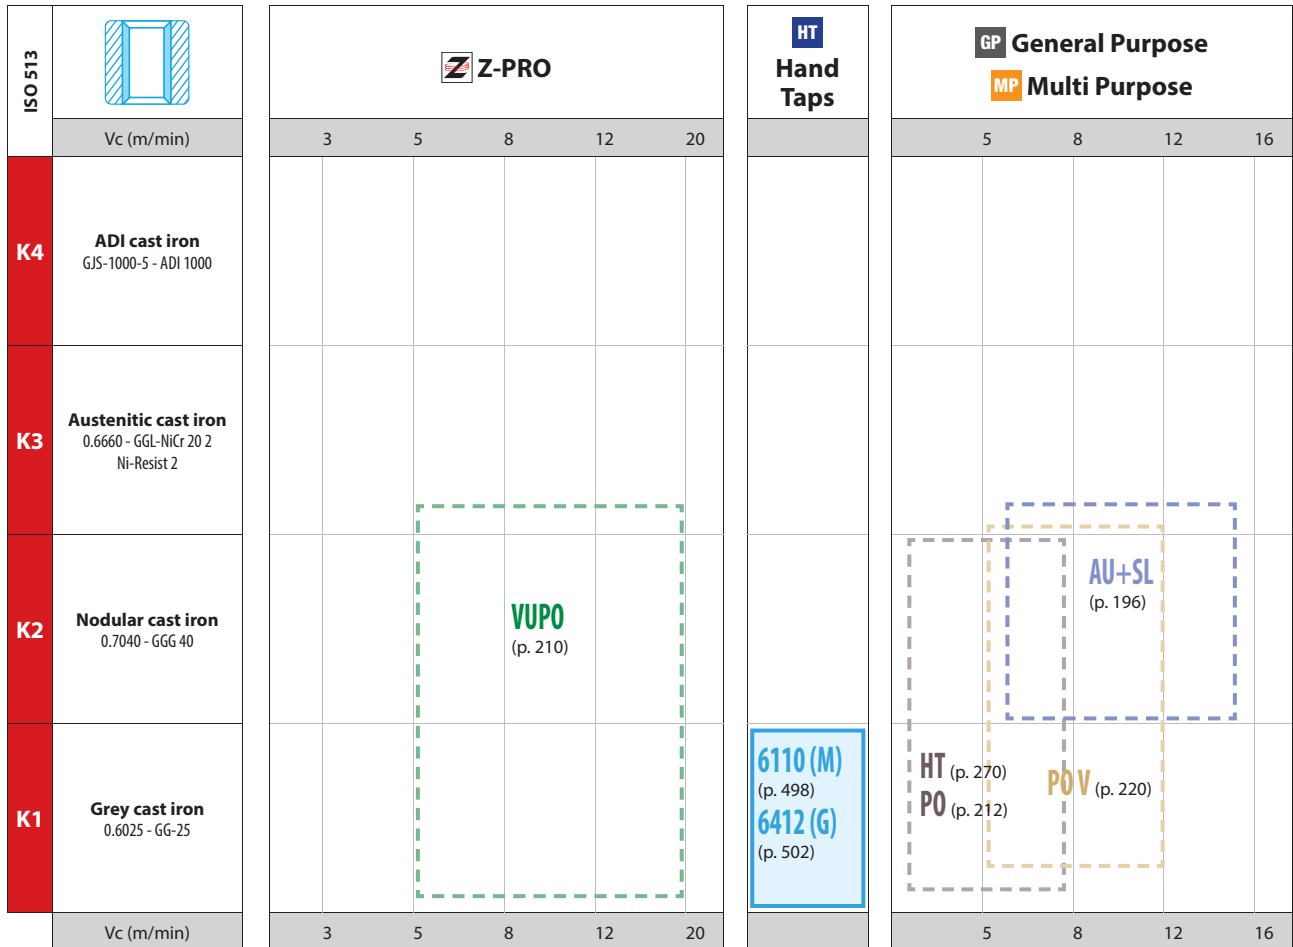 ISO 513
Z-PRO
HT
Hand
Taps
GP General Purpose
MP Multi Purpose
Vc (m/min)
3 5 8 12 20
5 8 12 16
K4
ADI cast iron
GJS-1000-5 - ADI 1000
K3
Austenitic cast iron
0.6660 - GGL-NiCr 20 2
Ni-Resist 2
K2
Nodular cast iron
0.7040 - GGG 40
VUPO
(p. 210)
AU+SL
(p. 196)
K1
Grey cast iron
0.6025 - GG-25
6110 (M)
(p. 498)
6412 (G)
(p. 502)
HT (p. 270)
PO (p. 212)
PO V (p. 220)
Vc (m/min)
3 5 8 12 20
5 8 12 16